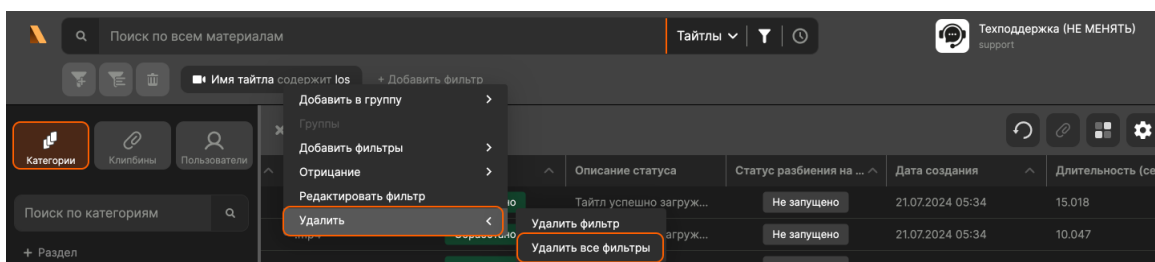 Поиск по всем материалам
Тайтлы
Техподдержка (НЕ МЕНЯТЬ)
support
Имя тайтла содержит los
+ Добавить фильтр
Добавить в группу
Группы
Добавить фильтры
Отрицание
Редактировать фильтр
Удалить
Удалить фильтр
Удалить все фильтры
Категории
Клипбины
Пользователи
Поиск по категориям
+ Раздел
Описание статуса
Статус разбиения на ...
Дата создания
Длительность (се
Тайтл успешно загруж...
Не запущено
21.07.2024 05:34
15.018
агруж...
Не запущено
21.07.2024 05:34
10.047